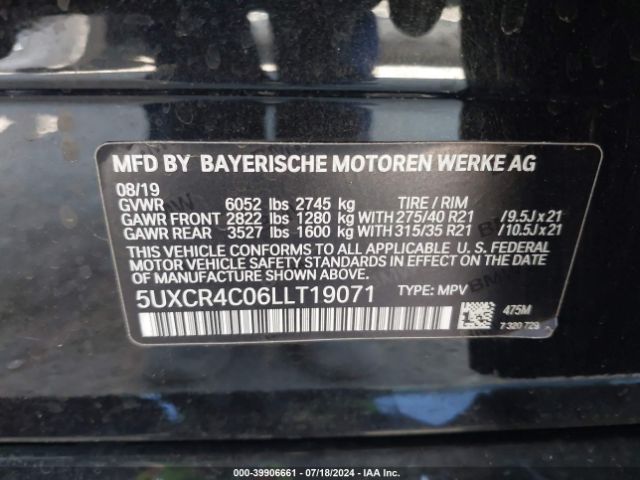 MFD BY BAYERISCHE MOTOREN WERKE AG
08/19
GVWR 6052 lbs 2745 kg TIRE / RIM
GAWR FRONT 2822 lbs 1280 kg WITH 275/40 R21 / 9.5J x 21
GAWR REAR 3527 lbs 1600 kg WITH 315/35 R21 / 10.5J x 21
THIS VEHICLE CONFORMS TO ALL APPLICABLE U. S. FEDERAL
MOTOR VEHICLE SAFETY STANDARDS IN EFFECT ON THE DATE
OF MANUFACTURE SHOWN ABOVE.
5UXCR4C06LLT19071 TYPE: MPV
475M
7 320 729
000-39906661 - 07/18/2024 - IAA Inc.